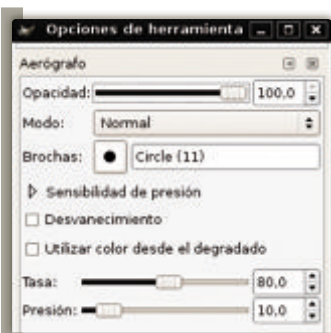 Opciones de herramienta
Aerógrafo
Opacidad: 100,0
Modo: Normal
Brochas: Circle (11)
Sensibilidad de presión
Desvanecimiento
Utilizar color desde el degradado
Tasa: 80,0
Presión: 10,0